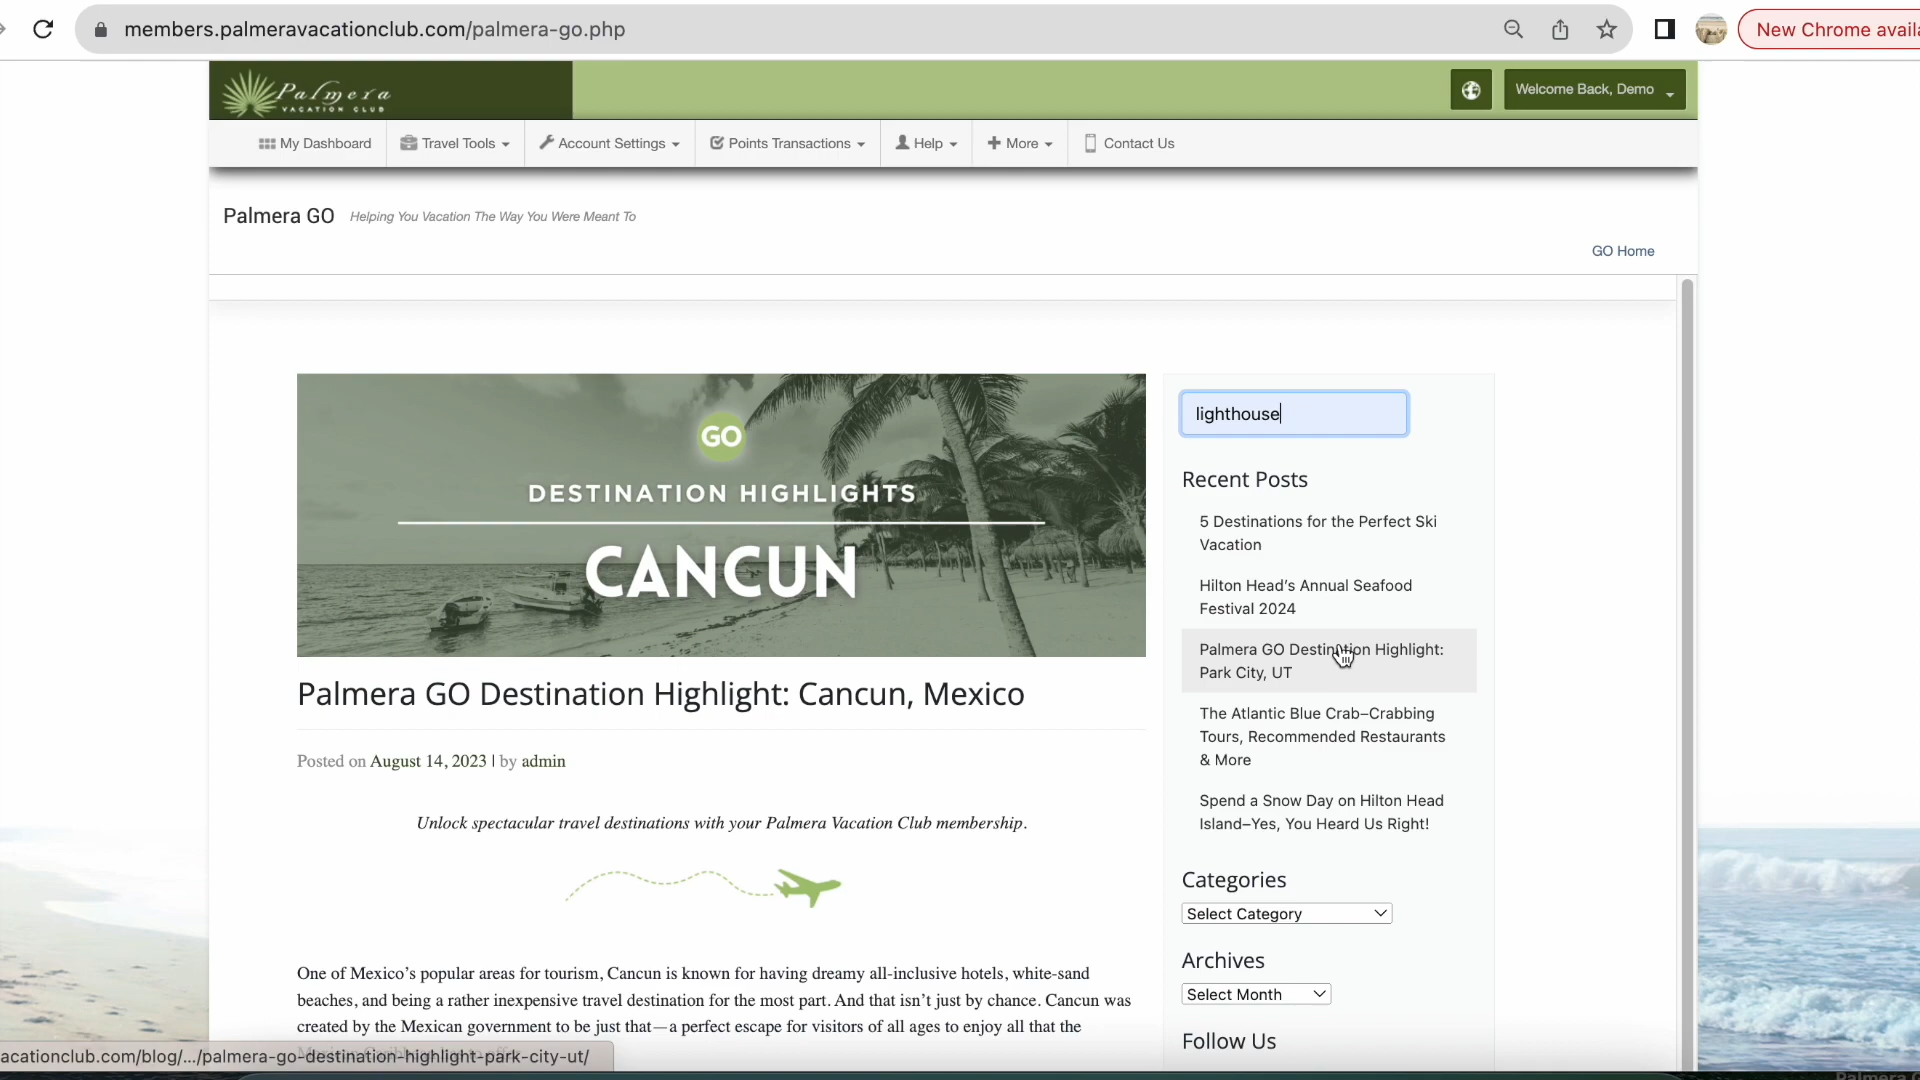 members.palmeravacationclub.com/palmera-go.php
New Chrome availa
Palmera
VACATION CLUB
Welcome Back, Demo
My Dashboard
Travel Tools
Account Settings
Points Transactions
Help
More
Contact Us
Palmera GO
Helping You Vacation The Way You Were Meant To
GO Home
GO
DESTINATION HIGHLIGHTS
CANCUN
Palmera GO Destination Highlight: Cancun, Mexico
Posted on August 14, 2023 | by admin
Unlock spectacular travel destinations with your Palmera Vacation Club membership.
One of Mexico’s popular areas for tourism, Cancun is known for having dreamy all-inclusive hotels, white-sand
beaches, and being a rather inexpensive travel destination for the most part. And that isn’t just by chance. Cancun was
created by the Mexican government to be just that—a perfect escape for visitors of all ages to enjoy all that the
lighthouse
Recent Posts
5 Destinations for the Perfect Ski
Vacation
Hilton Head’s Annual Seafood
Festival 2024
Palmera GO Destination Highlight:
Park City, UT
The Atlantic Blue Crab–Crabbing
Tours, Recommended Restaurants
& More
Spend a Snow Day on Hilton Head
Island–Yes, You Heard Us Right!
Categories
Select Category
Archives
Select Month
Follow Us
acationclub.com/blog/.../palmera-go-destination-highlight-park-city-ut/